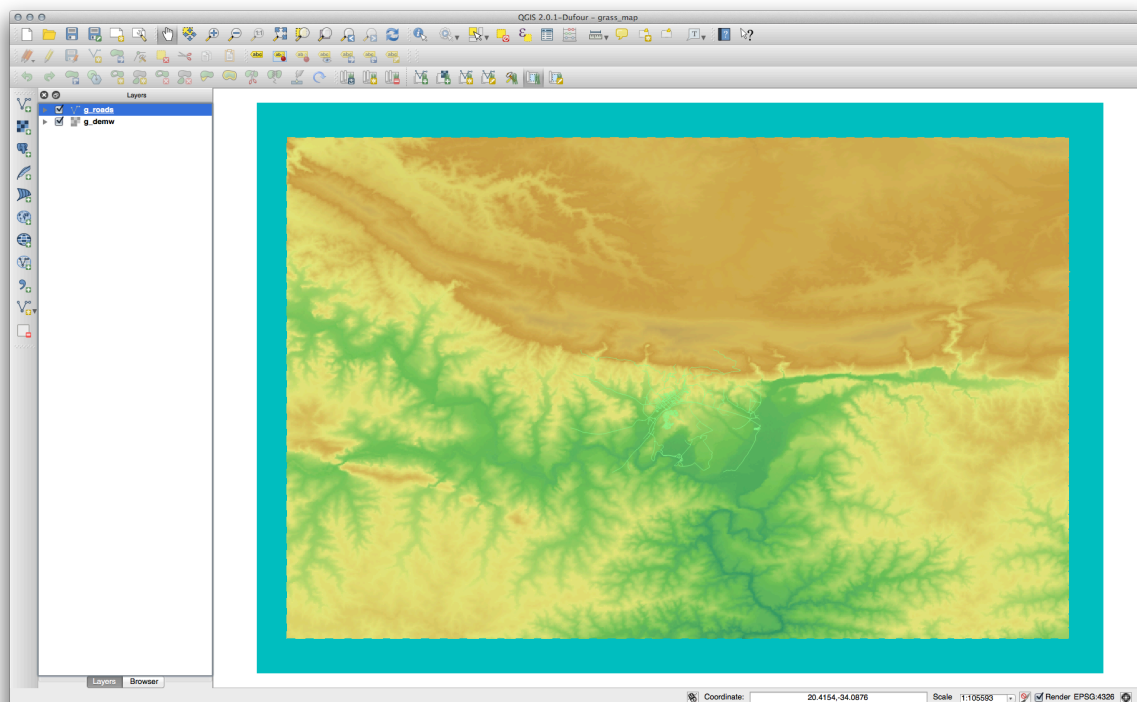 QGIS 2.0.1-Dufour - grass_map
Layers
g_roads
g_demw
Layers Browser
Coordinate: 20.4154,-34.0876 Scale 1:105593 Render EPSG:4326